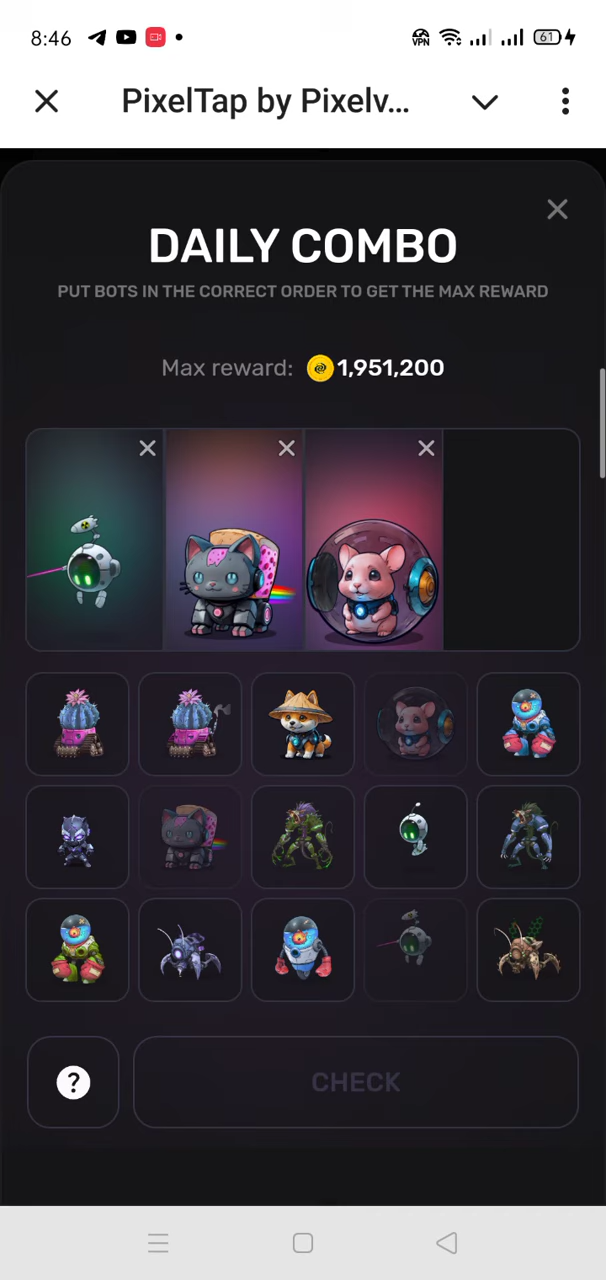 8:46
VPN
61
PixelTap by Pixelv...
DAILY COMBO
PUT BOTS IN THE CORRECT ORDER TO GET THE MAX REWARD
Max reward: 1,951,200
?
CHECK